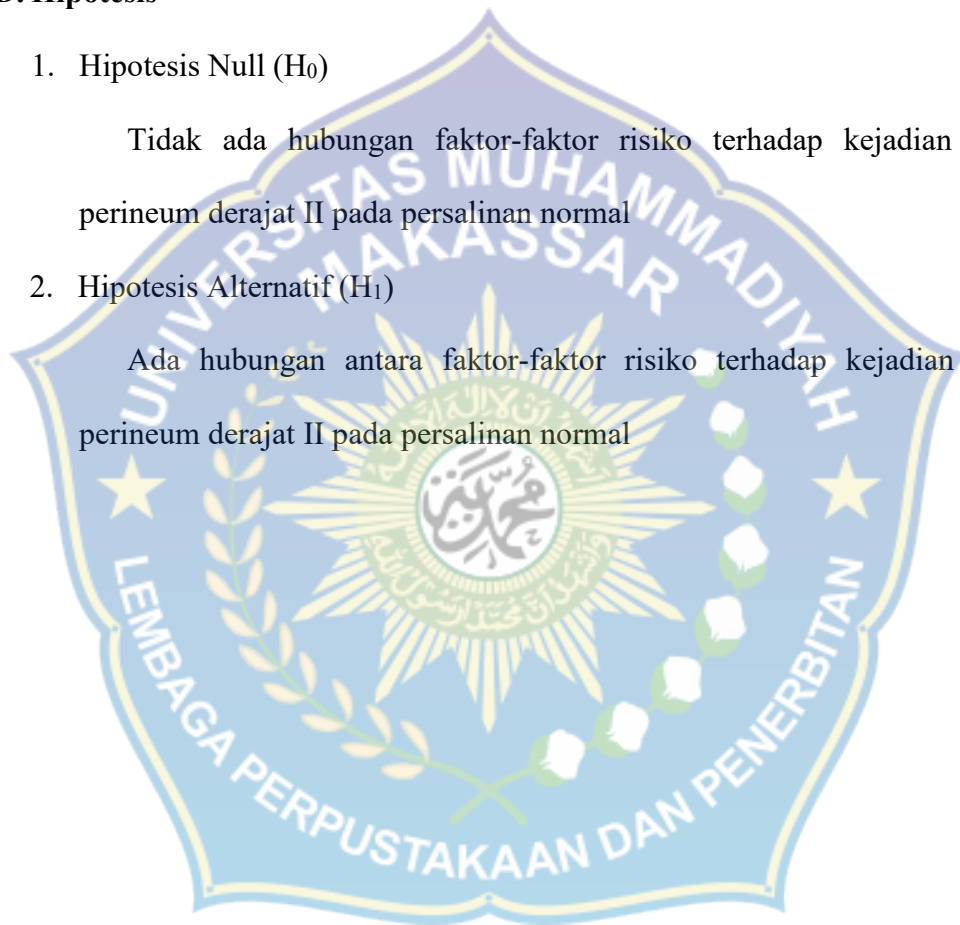 D. Hipotesis
1. Hipotesis Null (H₀)
Tidak ada hubungan faktor-faktor risiko terhadap kejadian
perineum derajat II pada persalinan normal
2. Hipotesis Alternatif (H₁)
Ada hubungan antara faktor-faktor risiko terhadap kejadian
perineum derajat II pada persalinan normal
UNIVERSITAS MUHAMMADIYAH
MAKASSAR
محمد
LEMBAGA PERPUSTAKAAN DAN PENERBITAN